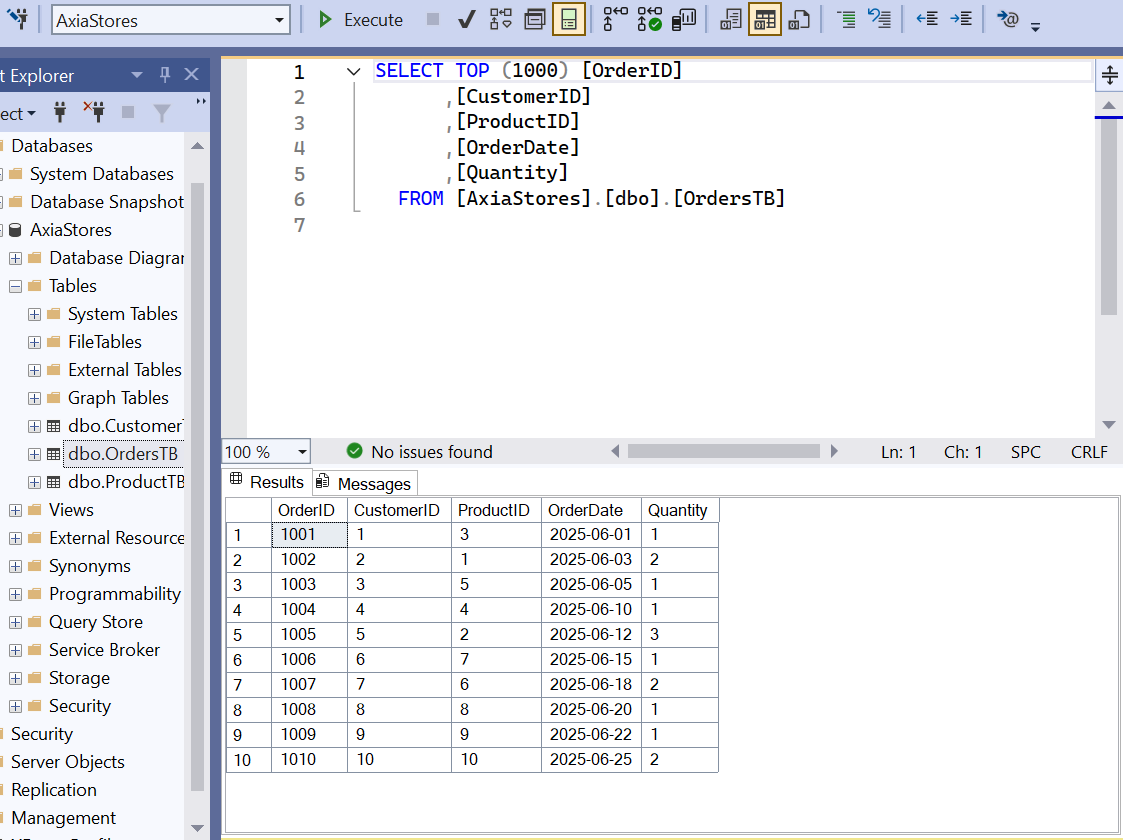 AxiaStores
Execute
t Explorer
ect
Databases
System Databases
Database Snapshot
AxiaStores
Database Diagrar
Tables
System Tables
FileTables
External Tables
Graph Tables
dbo.Customer
dbo.OrdersTB
dbo.ProductTB
Views
External Resource
Synonyms
Programmability
Query Store
Service Broker
Storage
Security
Security
Server Objects
Replication
Management
1 SELECT TOP (1000) [OrderID]
2 ,[CustomerID]
3 ,[ProductID]
4 ,[OrderDate]
5 ,[Quantity]
6 FROM [AxiaStores].[dbo].[OrdersTB]
7
100 % No issues found Ln: 1 Ch: 1 SPC CRLF
Results Messages
OrderID CustomerID ProductID OrderDate Quantity
1 1001 1 3 2025-06-01 1
2 1002 2 1 2025-06-03 2
3 1003 3 5 2025-06-05 1
4 1004 4 4 2025-06-10 1
5 1005 5 2 2025-06-12 3
6 1006 6 7 2025-06-15 1
7 1007 7 6 2025-06-18 2
8 1008 8 8 2025-06-20 1
9 1009 9 9 2025-06-22 1
10 1010 10 10 2025-06-25 2